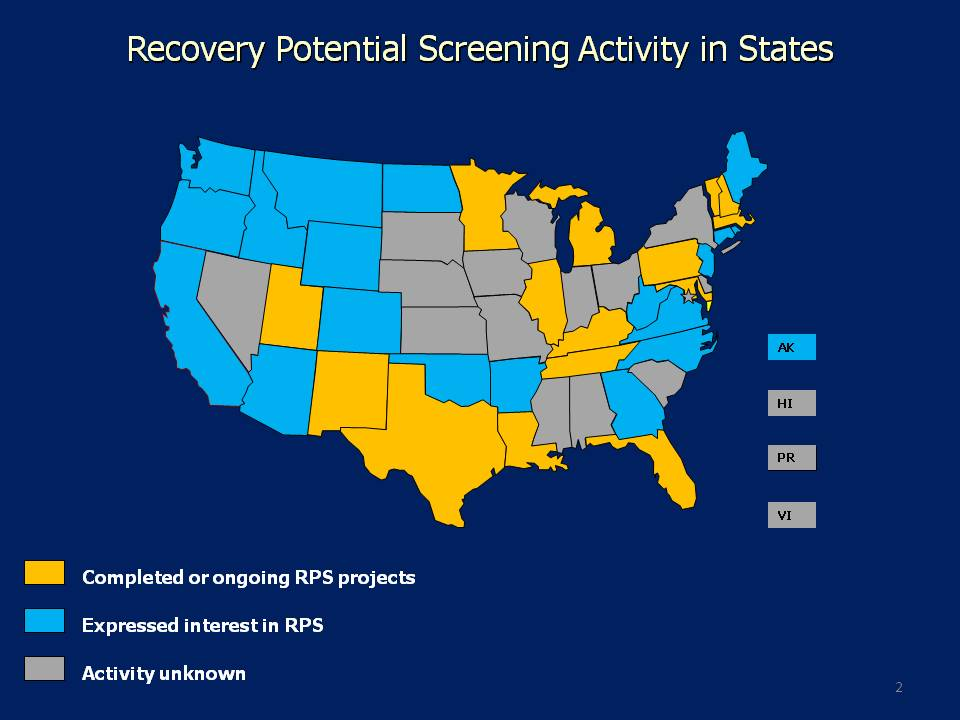 Recovery Potential Screening Activity in States
AK
HI
PR
VI
Completed or ongoing RPS projects
Expressed interest in RPS
Activity unknown
2